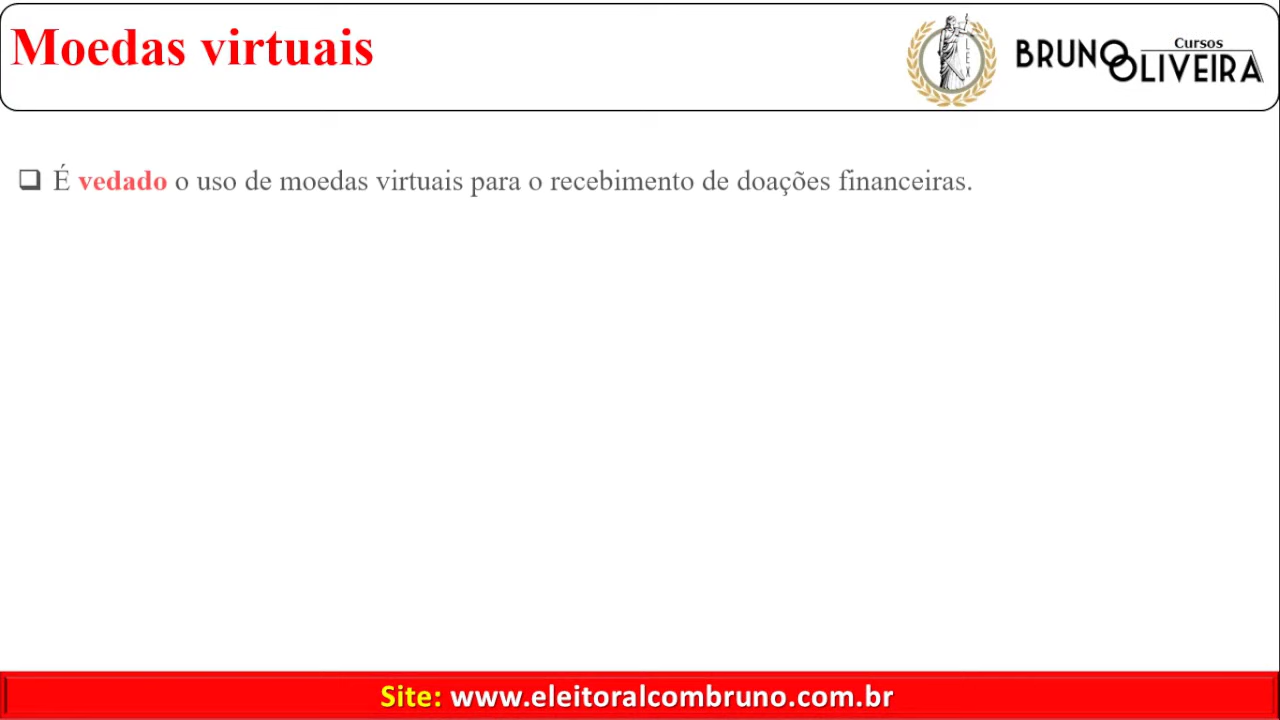 Moedas virtuais
LEX
Cursos
BRUNO
OLIVEIRA
É vedado o uso de moedas virtuais para o recebimento de doações financeiras.
Site: www.eleitoralcombruno.com.br